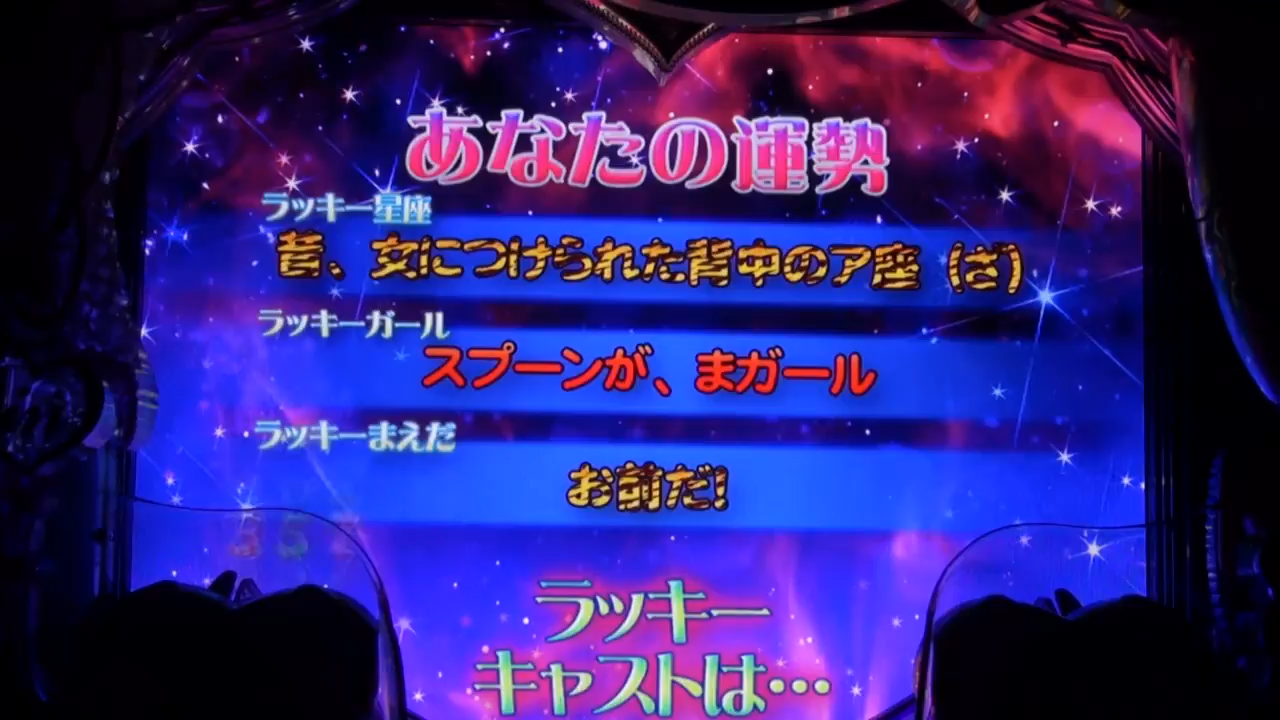 あなたの運勢
ラッキー星座
昔、女につけられた背中のア座（ざ）
ラッキーガール
スプーンが、まガール
ラッキーまえだ
お前だ!
ラッキー
キャストは…